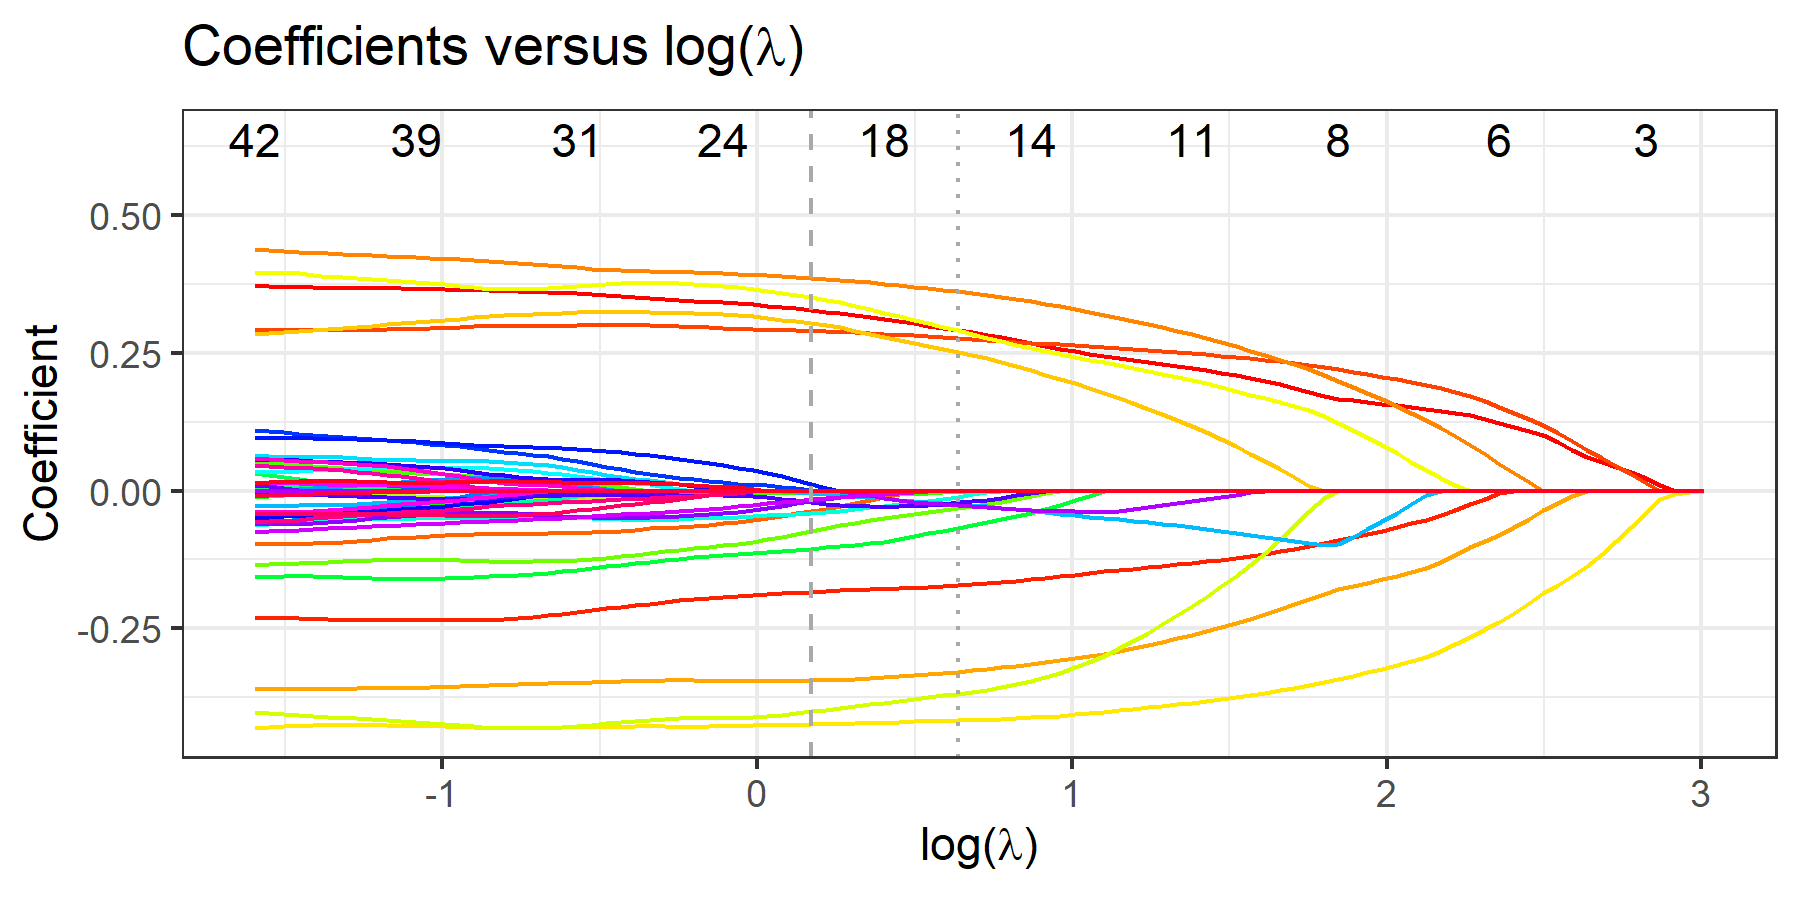 Coefficients versus log(λ)
42 39 31 24 18 14 11 8 6 3
0.50
0.25
0.00
-0.25
Coefficient
-1 0 1 2 3
log(λ)